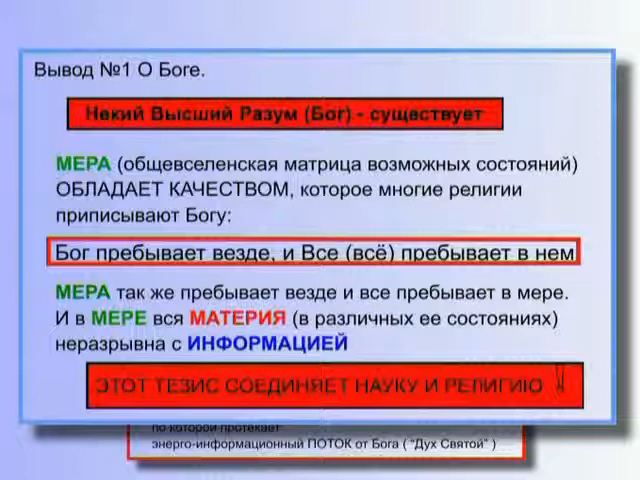 Вывод №1 О Боге.
Некий Высший Разум (Бог) - существует
МЕРА (общевселенская матрица возможных состояний)
ОБЛАДАЕТ КАЧЕСТВОМ, которое многие религии
приписывают Богу:
Бог пребывает везде, и Все (всё) пребывает в нем
МЕРА так же пребывает везде и все пребывает в мере.
И в МЕРЕ вся МАТЕРИЯ (в различных ее состояниях)
неразрывна с ИНФОРМАЦИЕЙ
ЭТОТ ТЕЗИС СОЕДИНЯЕТ НАУКУ И РЕЛИГИЮ !
по которой протекает
энерго-информационный ПОТОК от Бога ( "Дух Святой" )